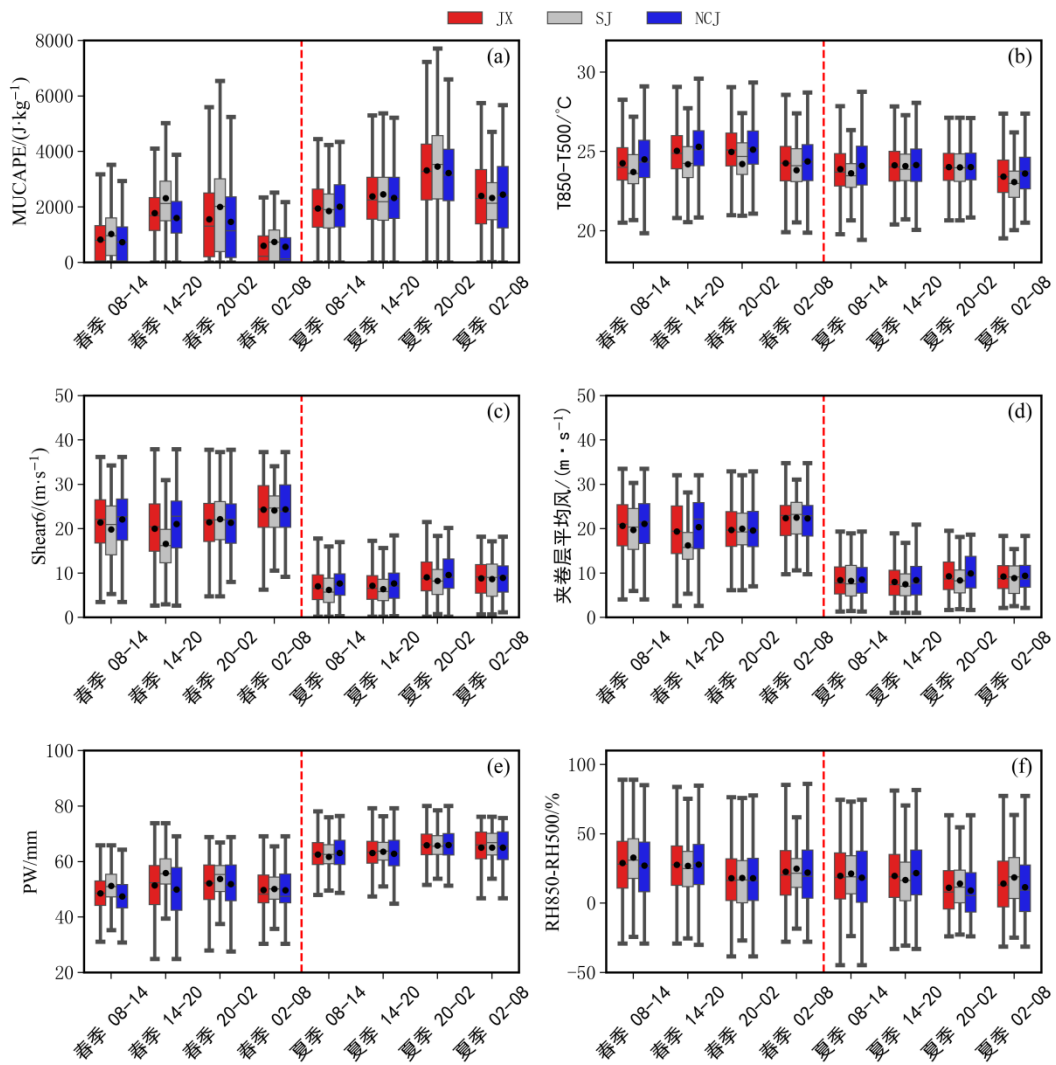 JX SJ NCJ
(a)
MUCAPE/(J·kg⁻¹)
8000
6000
4000
2000
0
春季 08-14
春季 14-20
春季 20-02
春季 02-08
夏季 08-14
夏季 14-20
夏季 20-02
夏季 02-08
(b)
T850-T500/℃
30
25
20
春季 08-14
春季 14-20
春季 20-02
春季 02-08
夏季 08-14
夏季 14-20
夏季 20-02
夏季 02-08
(c)
Shear6/(m·s⁻¹)
50
40
30
20
10
0
春季 08-14
春季 14-20
春季 20-02
春季 02-08
夏季 08-14
夏季 14-20
夏季 20-02
夏季 02-08
(d)
夹卷层平均风/(m·s⁻¹)
50
40
30
20
10
0
春季 08-14
春季 14-20
春季 20-02
春季 02-08
夏季 08-14
夏季 14-20
夏季 20-02
夏季 02-08
(e)
PW/mm
100
80
60
40
20
春季 08-14
春季 14-20
春季 20-02
春季 02-08
夏季 08-14
夏季 14-20
夏季 20-02
夏季 02-08
(f)
RH850-RH500/%
100
50
0
-50
春季 08-14
春季 14-20
春季 20-02
春季 02-08
夏季 08-14
夏季 14-20
夏季 20-02
夏季 02-08